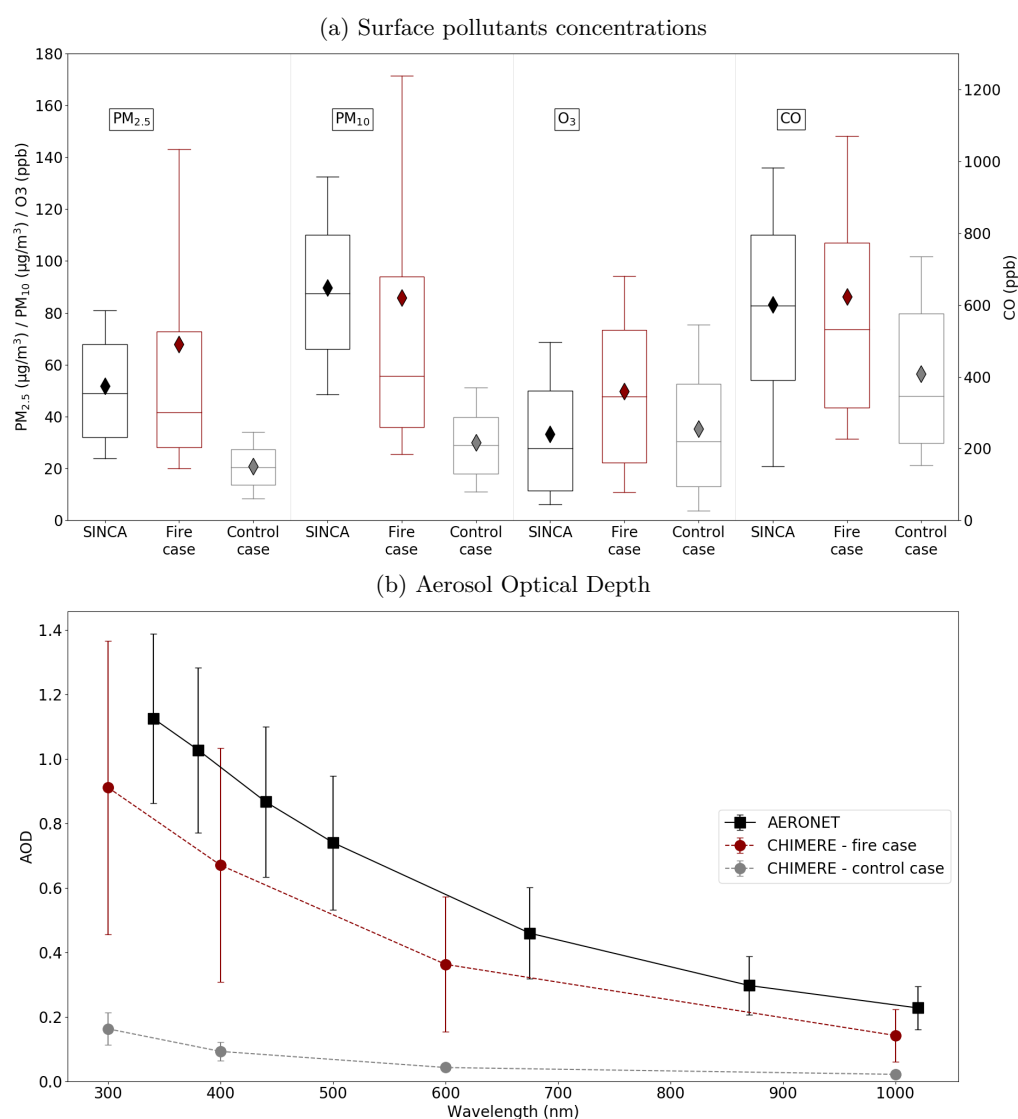 (a) Surface pollutants concentrations
180
160
140
120
100
80
60
40
20
0
PM2.5 (µg/m³) / PM10 (µg/m³) / O3 (ppb)
PM₂.₅
PM₁₀
O₃
CO
1200
1000
800
600
400
200
0
CO (ppb)
SINCA
Fire
case
Control
case
SINCA
Fire
case
Control
case
SINCA
Fire
case
Control
case
SINCA
Fire
case
Control
case
(b) Aerosol Optical Depth
1.4
1.2
1.0
0.8
0.6
0.4
0.2
0.0
AOD
AERONET
CHIMERE - fire case
CHIMERE - control case
300
400
500
600
700
800
900
1000
Wavelength (nm)